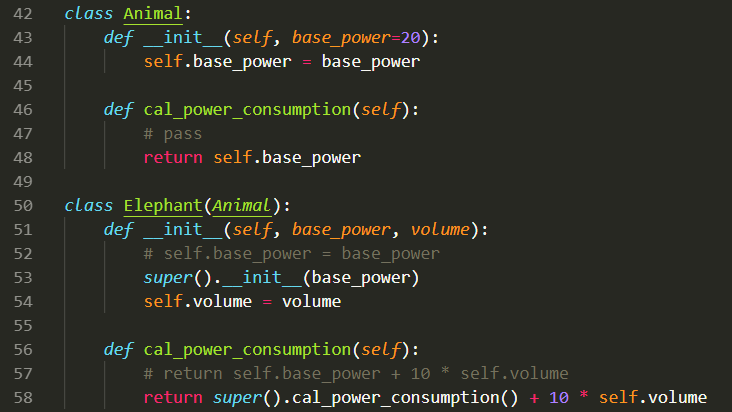 42 class Animal:
43     def __init__(self, base_power=20):
44         self.base_power = base_power
45
46     def cal_power_consumption(self):
47         # pass
48         return self.base_power
49
50 class Elephant(Animal):
51     def __init__(self, base_power, volume):
52         # self.base_power = base_power
53         super().__init__(base_power)
54         self.volume = volume
55
56     def cal_power_consumption(self):
57         # return self.base_power + 10 * self.volume
58         return super().cal_power_consumption() + 10 * self.volume